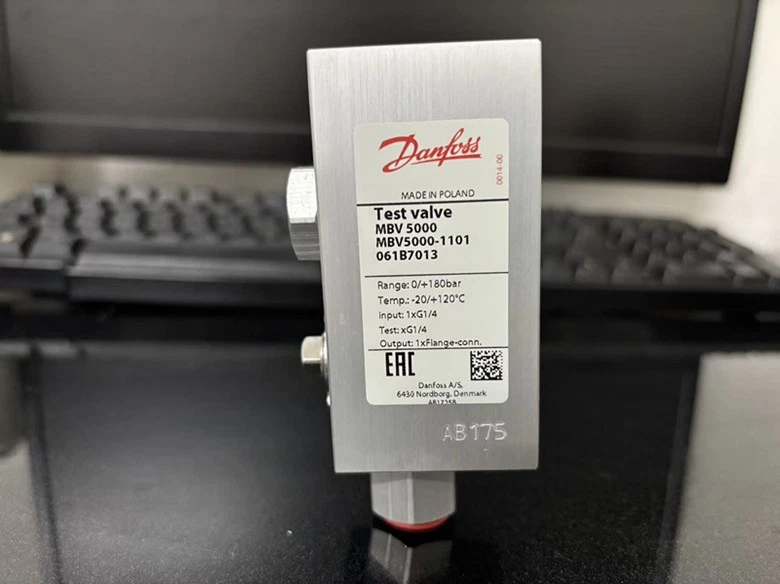 Danfoss
0014-00
MADE IN POLAND
Test valve
MBV 5000
MBV5000-1101
061B7013
Range: 0/+180bar
Temp.: -20/+120°C
Input: 1xG1/4
Test: xG1/4
Output: 1xFlange-conn.
EAC
Danfoss A/S,
6430 Nordborg, Denmark
AB175